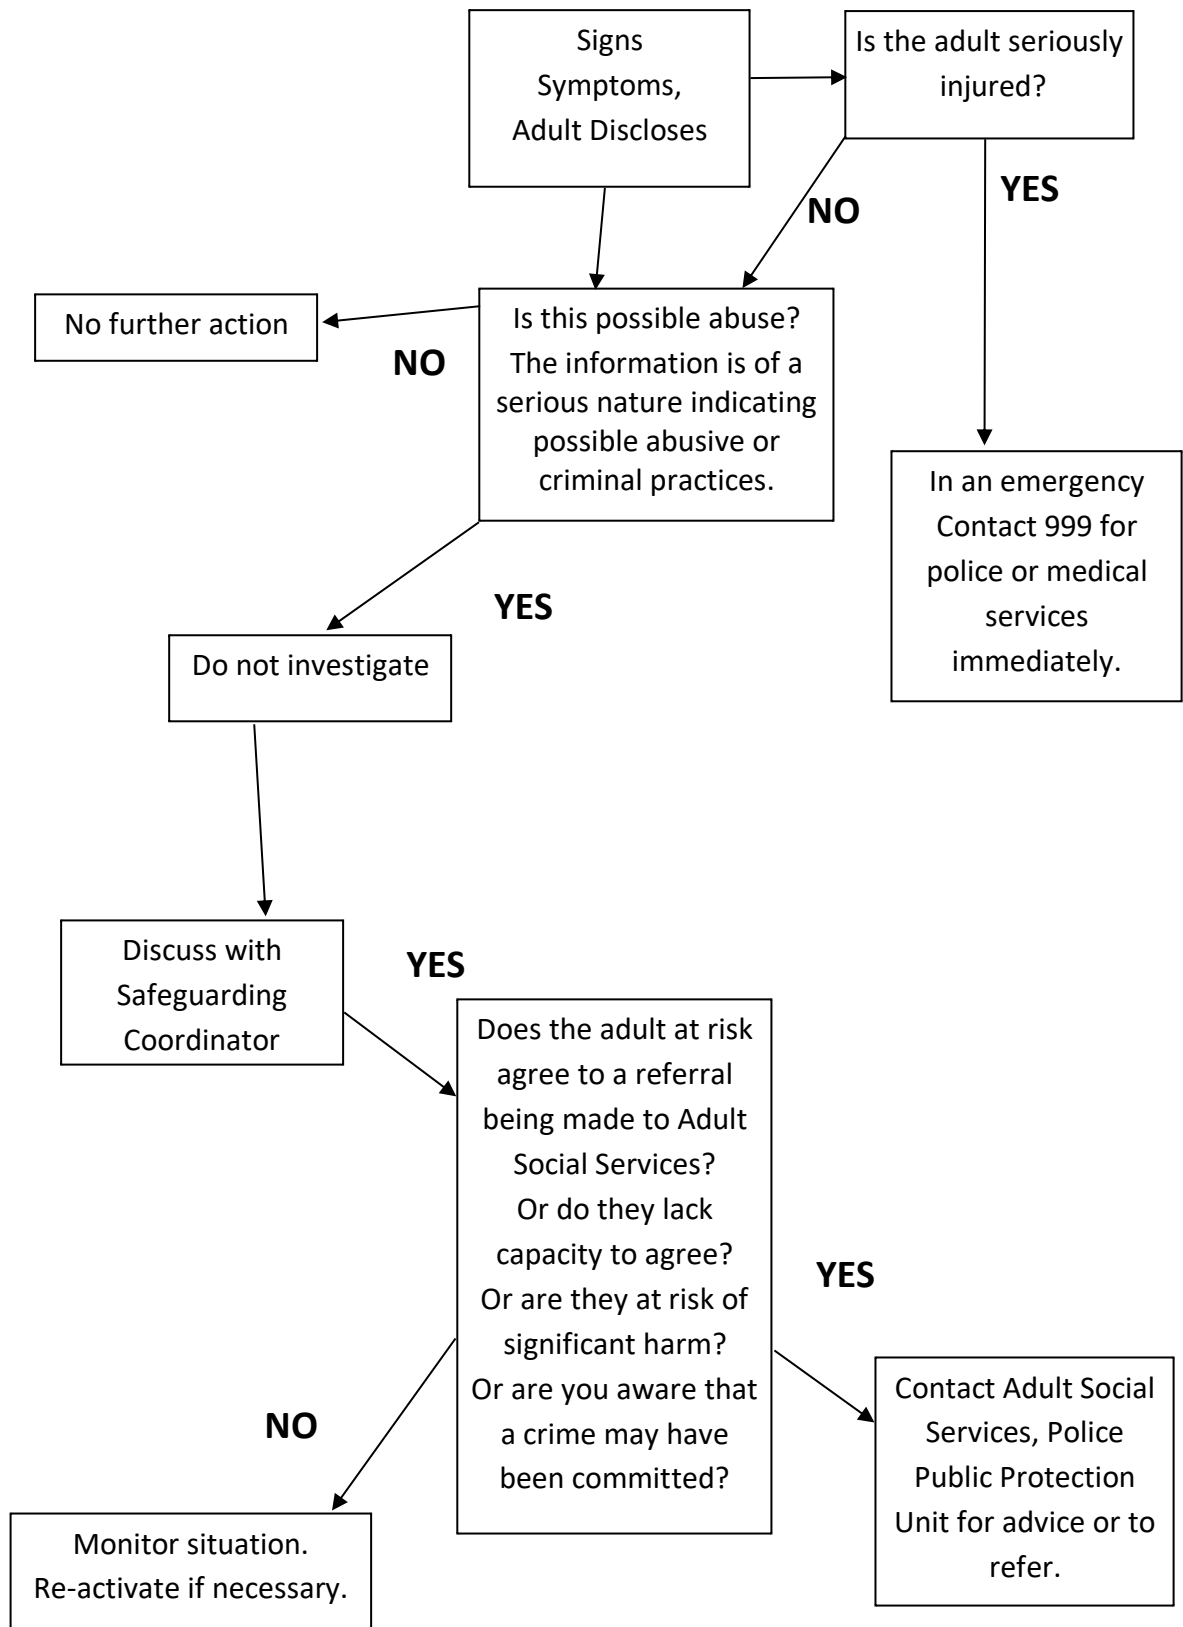 Signs
Symptoms,
Adult Discloses
Is the adult seriously
injured?
NO
YES
No further action
NO
Is this possible abuse?
The information is of a
serious nature indicating
possible abusive or
criminal practices.
In an emergency
Contact 999 for
police or medical
services
immediately.
YES
Do not investigate
Discuss with
Safeguarding
Coordinator
YES
Does the adult at risk
agree to a referral
being made to Adult
Social Services?
Or do they lack
capacity to agree?
Or are they at risk of
significant harm?
Or are you aware that
a crime may have
been committed?
YES
NO
Contact Adult Social
Services, Police
Public Protection
Unit for advice or to
refer.
Monitor situation.
Re-activate if necessary.